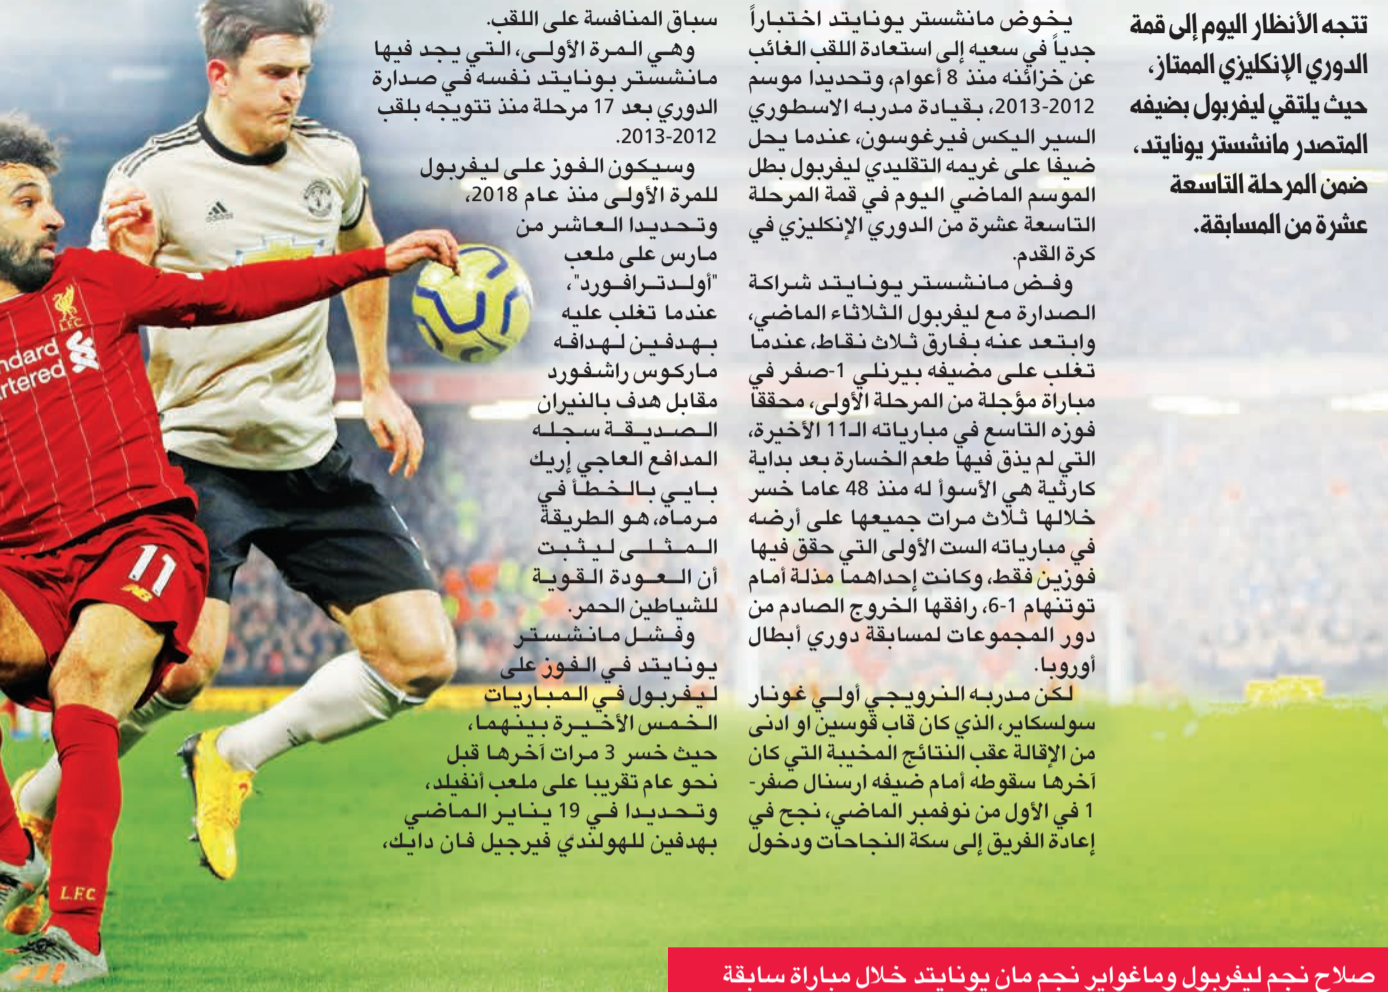 تتجه الأنظار اليوم إلى قمة
الدوري الإنكليزي الممتاز،
حيث يلتقي ليفربول بضيفه
المتصدر مانشستر يونايتد،
ضمن المرحلة التاسعة
عشرة من المسابقة.
يخوض مانشستر يونايتد اختباراً
جدياً في سعيه إلى استعادة اللقب الغائب
عن خزائنه منذ 8 أعوام، وتحديدا موسم
2012-2013، بقيادة مدربه الاسطوري
السير اليكس فيرغوسون، عندما يحل
ضيفا على غريمه التقليدي ليفربول بطل
الموسم الماضي اليوم في قمة المرحلة
التاسعة عشرة من الدوري الإنكليزي في
كرة القدم.
وفض مانشستر يونايتد شراكة
الصدارة مع ليفربول الثلاثاء الماضي،
وابتعد عنه بفارق ثلاث نقاط، عندما
تغلب على مضيفه بيرنلي 1-صفر في
مباراة مؤجلة من المرحلة الأولى، محققا
فوزه التاسع في مبارياته الـ11 الأخيرة،
التي لم يذق فيها طعم الخسارة بعد بداية
كارثية هي الأسوأ له منذ 48 عاما خسر
خلالها ثلاث مرات جميعها على أرضه
في مبارياته الست الأولى التي حقق فيها
فوزين فقط، وكانت إحداهما مذلة أمام
توتنهام 1-6، رافقها الخروج الصادم من
دور المجموعات لمسابقة دوري أبطال
أوروبا.
لكن مدربه النرويجي أولي غونار
سولسكاير، الذي كان قاب قوسين او ادنى
من الإقالة عقب النتائج المخيبة التي كان
آخرها سقوطه أمام ضيفه ارسنال صفر-
1 في الأول من نوفمبر الماضي، نجح في
إعادة الفريق إلى سكة النجاحات ودخول
سباق المنافسة على اللقب.
وهي المرة الأولى، التي يجد فيها
مانشستر يونايتد نفسه في صدارة
الدوري بعد 17 مرحلة منذ تتويجه بلقب
2012-2013.
وسيكون الفوز على ليفربول
للمرة الأولى منذ عام 2018،
وتحديدا العاشر من
مارس على ملعب
"أولدترافورد"،
عندما تغلب عليه
بهدفين لهدافه
ماركوس راشفورد
مقابل هدف بالنيران
الصديقة سجله
المدافع العاجي إريك
بايي بالخطأ في
مرماه، هو الطريقة
المثلى ليثبت
أن العودة القوية
للشياطين الحمر.
وفشل مانشستر
يونايتد في الفوز على
ليفربول في المباريات
الخمس الأخيرة بينهما،
حيث خسر 3 مرات آخرها قبل
نحو عام تقريبا على ملعب أنفيلد،
وتحديدا في 19 يناير الماضي
بهدفين للهولندي فيرجيل فان دايك،
L.F.C
ndard
rtered
11
NB
L.F.C
صلاح نجم ليفربول وماغواير نجم مان يونايتد خلال مباراة سابقة